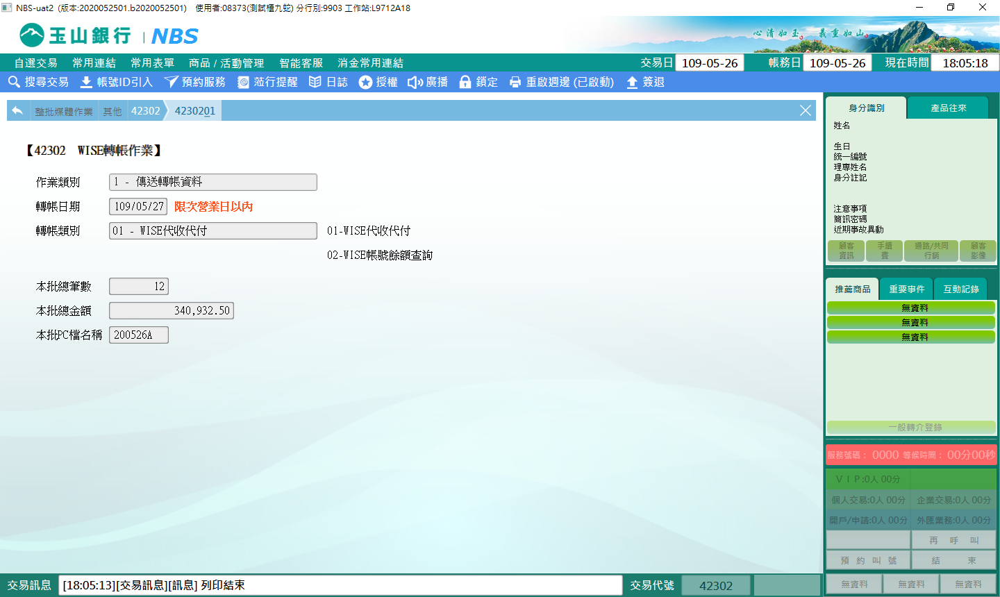 NBS-uat2 (版本:2020052501.b2020052501) 使用者:08373(測試櫃九蛇) 分行別:9903 工作站:L9712A18
玉山銀行 NBS
心清如玉。 義重如山。
自選交易 常用連結 常用表單 商品 / 活動管理 智能客服 消金常用連結 交易日 109-05-26 帳務日 109-05-26 現在時間 18:05:18
搜尋交易 帳號ID引入 預約服務 蒞行提醒 日誌 授權 廣播 鎖定 重啟週邊 (已啟動) 簽退
整批媒體作業 其他 42302 4230201
【42302 WISE轉帳作業】
作業類別 1 - 傳送轉帳資料
轉帳日期 109/05/27 限次營業日以內
轉帳類別 01 - WISE代收代付 01-WISE代收代付
02-WISE帳號餘額查詢
本批總筆數 12
本批總金額 340,932.50
本批PC檔名稱 200526A
身分識別 產品往來
姓名
生日
統一編號
理專姓名
身分註記
注意事項
簡訊密碼
近期事故異動
顧客資訊 手續費 通路/共同行銷 顧客影像
推薦商品 重要事件 互動記錄
無資料
無資料
無資料
一般轉介登錄
服務號碼： 0000 等候時間： 00分00秒
ＶＩＰ:0人 00分
個人交易:0人 00分 企業交易:0人 00分
開戶/申請:0人 00分 外匯業務:0人 00分
再 呼 叫
預 約 叫 號 結 束
無資料 無資料 無資料
交易訊息 [18:05:13][交易訊息][訊息] 列印結束 交易代號 42302